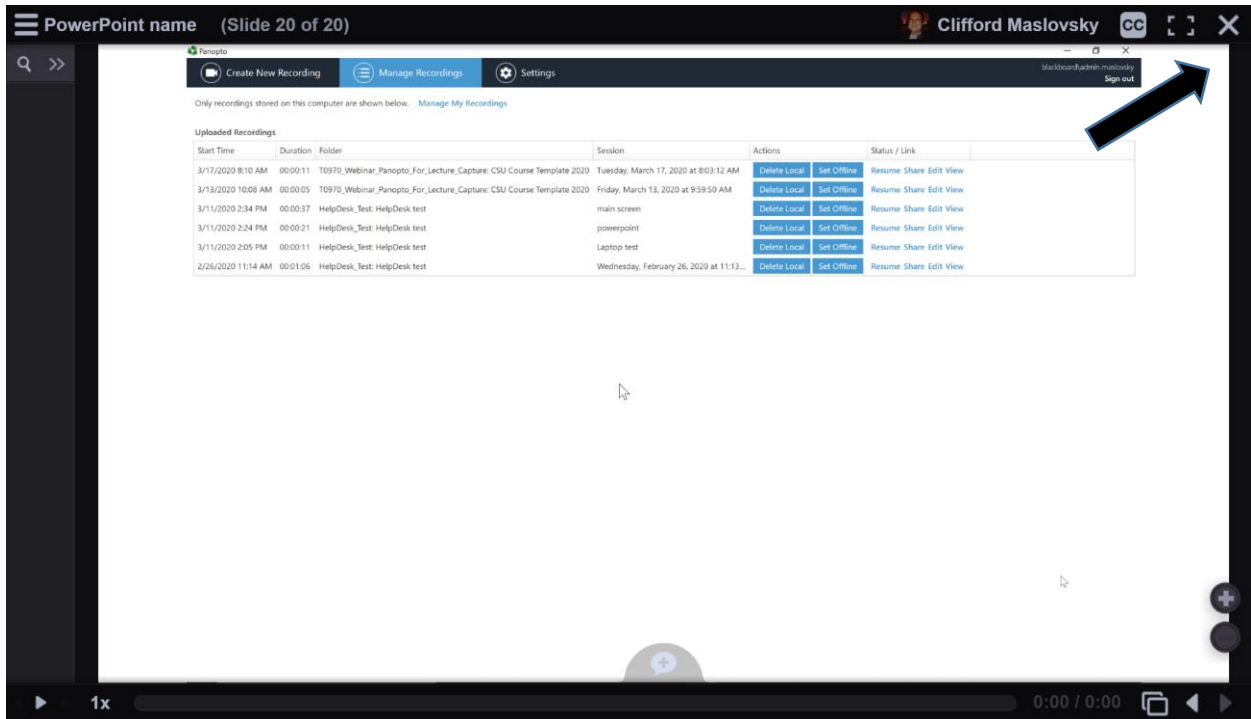 PowerPoint name (Slide 20 of 20) Clifford Maslovsky CC
Panopto
Create New Recording Manage Recordings Settings blackboard\admin.maslovsky
Sign out
Only recordings stored on this computer are shown below. Manage My Recordings
Uploaded Recordings
Start Time Duration Folder Session Actions Status / Link
3/17/2020 8:10 AM 00:00:11 T0970_Webinar_Panopto_For_Lecture_Capture: CSU Course Template 2020 Tuesday, March 17, 2020 at 8:03:12 AM Delete Local Set Offline Resume Share Edit View
3/13/2020 10:08 AM 00:00:05 T0970_Webinar_Panopto_For_Lecture_Capture: CSU Course Template 2020 Friday, March 13, 2020 at 9:59:50 AM Delete Local Set Offline Resume Share Edit View
3/11/2020 2:34 PM 00:00:37 HelpDesk_Test: HelpDesk test main screen Delete Local Set Offline Resume Share Edit View
3/11/2020 2:24 PM 00:00:21 HelpDesk_Test: HelpDesk test powerpoint Delete Local Set Offline Resume Share Edit View
3/11/2020 2:05 PM 00:00:11 HelpDesk_Test: HelpDesk test Laptop test Delete Local Set Offline Resume Share Edit View
2/26/2020 11:14 AM 00:01:06 HelpDesk_Test: HelpDesk test Wednesday, February 26, 2020 at 11:13... Delete Local Set Offline Resume Share Edit View
1x 0:00 / 0:00